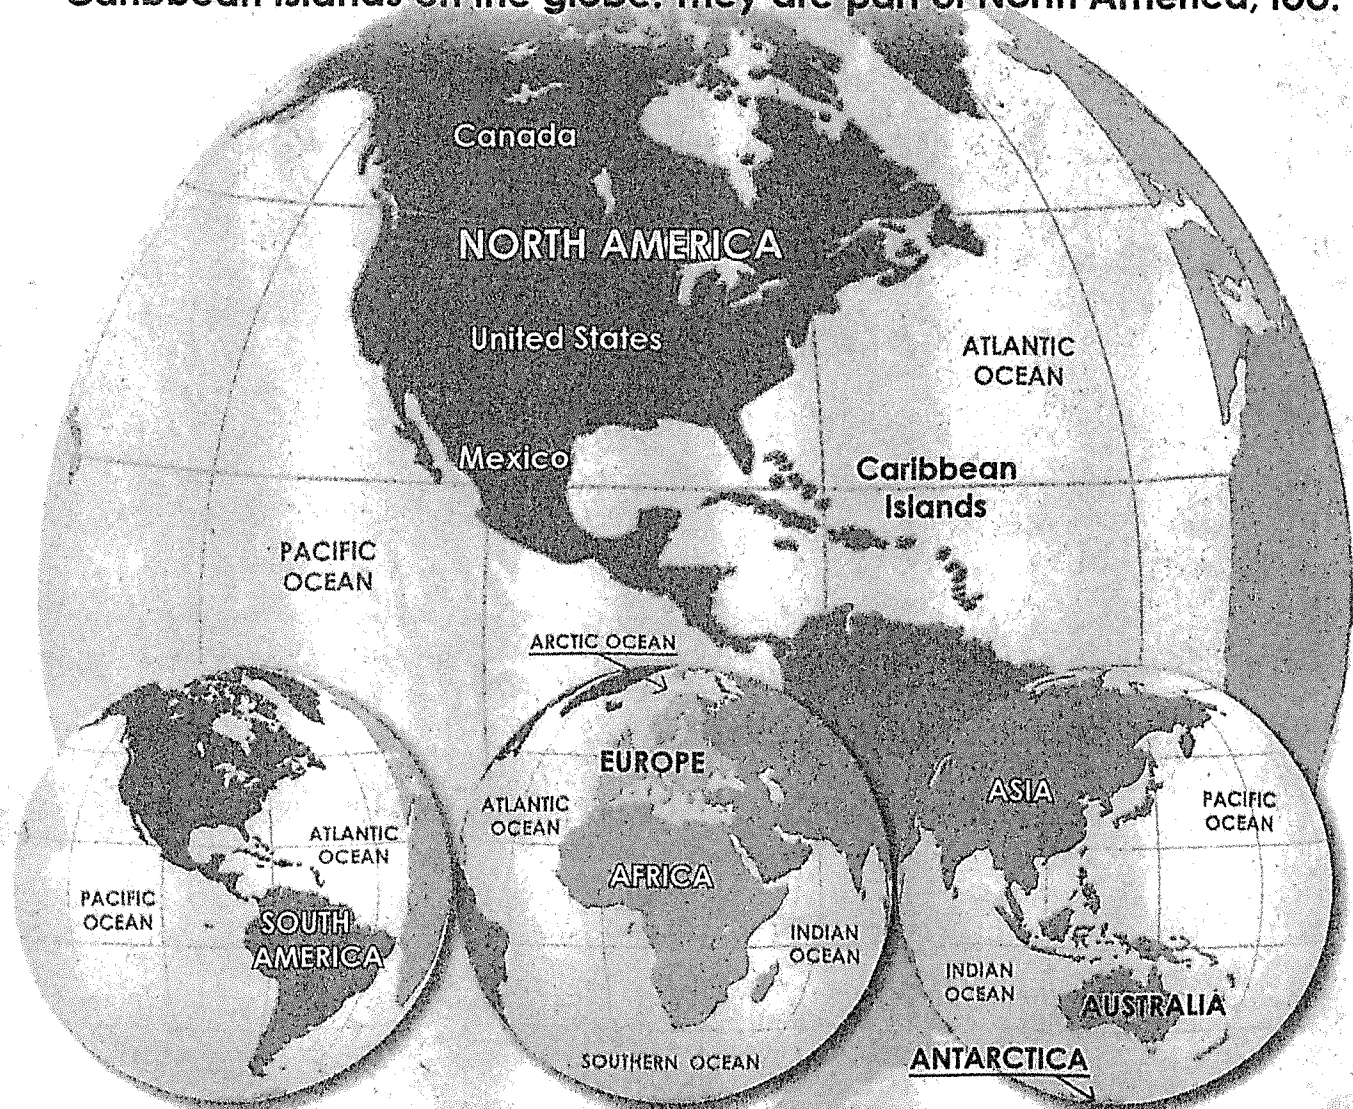 Caribbean Islands on the globe. They are part of North America, too.
Canada
NORTH AMERICA
United States
ATLANTIC
OCEAN
Mexico
Caribbean
Islands
PACIFIC
OCEAN
ARCTIC OCEAN
ATLANTIC
OCEAN
PACIFIC
OCEAN
SOUTH
AMERICA
EUROPE
ATLANTIC
OCEAN
AFRICA
INDIAN
OCEAN
SOUTHERN OCEAN
ASIA
PACIFIC
OCEAN
INDIAN
OCEAN
AUSTRALIA
ANTARCTICA